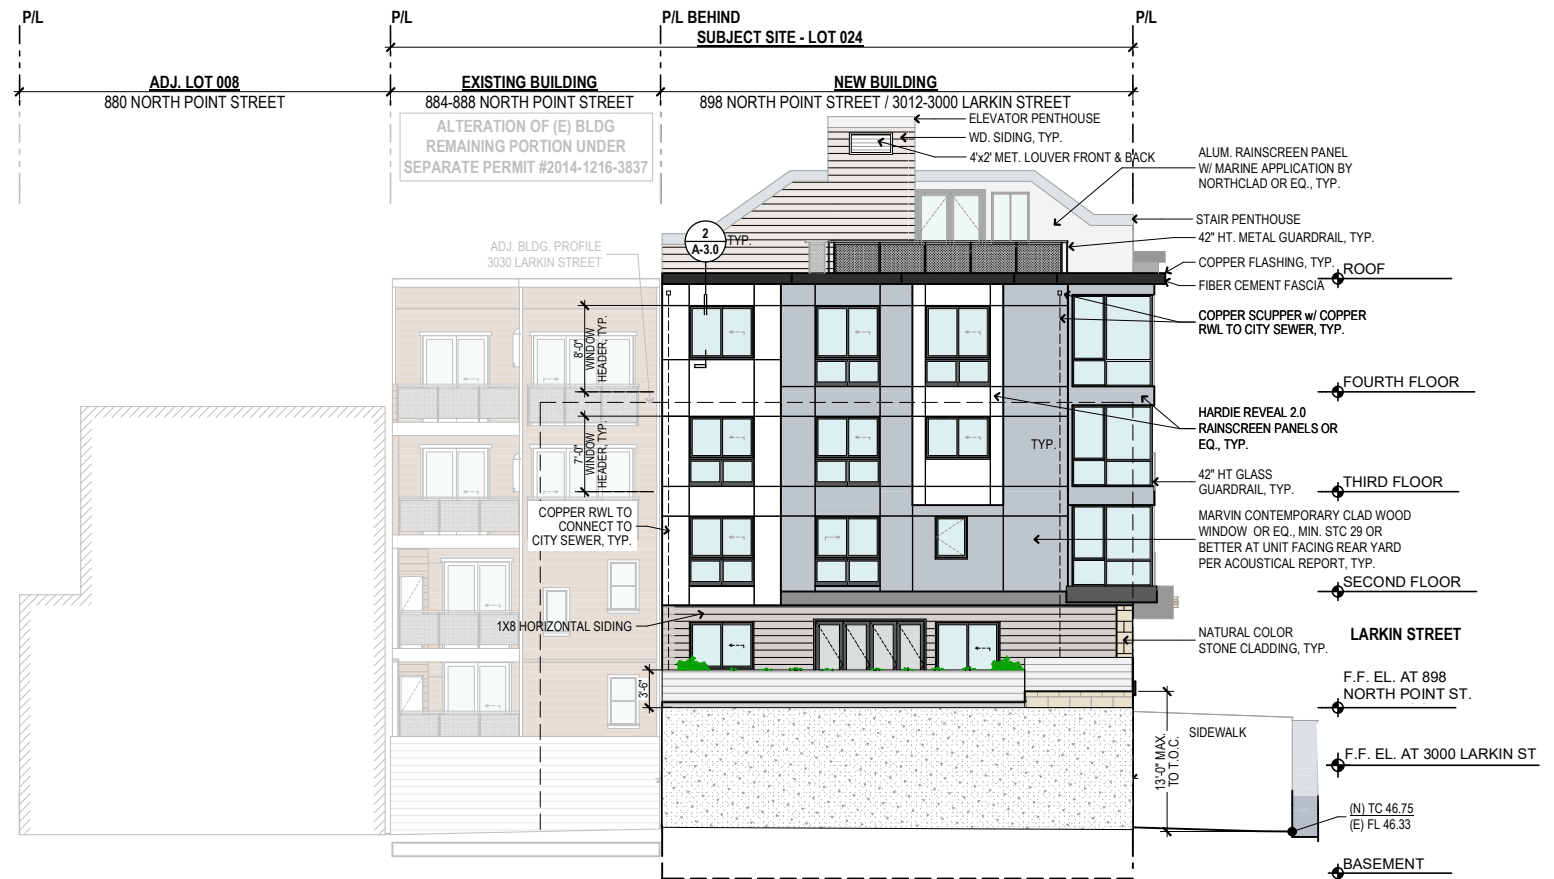 P/L
P/L
P/L BEHIND
P/L
SUBJECT SITE - LOT 024
ADJ. LOT 008
880 NORTH POINT STREET
EXISTING BUILDING
884-888 NORTH POINT STREET
NEW BUILDING
898 NORTH POINT STREET / 3012-3000 LARKIN STREET
ALTERATION OF (E) BLDG
REMAINING PORTION UNDER
SEPARATE PERMIT #2014-1216-3837
ELEVATOR PENTHOUSE
WD. SIDING, TYP.
4'x2' MET. LOUVER FRONT & BACK
ALUM. RAINSCREEN PANEL
W/ MARINE APPLICATION BY
NORTHCLAD OR EQ., TYP.
STAIR PENTHOUSE
42" HT. METAL GUARDRAIL, TYP.
COPPER FLASHING, TYP.
FIBER CEMENT FASCIA
ROOF
2
A-3.0
TYP.
ADJ. BLDG. PROFILE
3030 LARKIN STREET
COPPER SCUPPER w/ COPPER
RWL TO CITY SEWER, TYP.
8'-0"
WINDOW
HEADER, TYP.
FOURTH FLOOR
HARDIE REVEAL 2.0
RAINSCREEN PANELS OR
EQ., TYP.
7'-0"
WINDOW
HEADER, TYP.
TYP.
42" HT GLASS
GUARDRAIL, TYP.
THIRD FLOOR
COPPER RWL TO
CONNECT TO
CITY SEWER, TYP.
MARVIN CONTEMPORARY CLAD WOOD
WINDOW OR EQ., MIN. STC 29 OR
BETTER AT UNIT FACING REAR YARD
PER ACOUSTICAL REPORT, TYP.
SECOND FLOOR
1X8 HORIZONTAL SIDING
NATURAL COLOR
STONE CLADDING, TYP.
LARKIN STREET
3'-6"
F.F. EL. AT 898
NORTH POINT ST.
SIDEWALK
13'-0" MAX.
TO T.O.C.
F.F. EL. AT 3000 LARKIN ST
(N) TC 46.75
(E) FL 46.33
BASEMENT